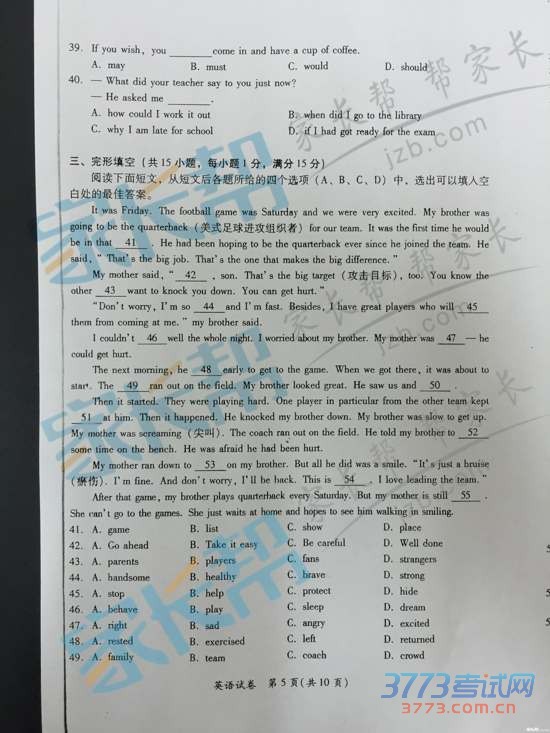 39. If you wish, you ________ come in and have a cup of coffee.
A. may B. must C. would D. should
40. — What did your teacher say to you just now?
— He asked me ________.
A. how could I work it out B. when did I go to the library
C. why I am late for school D. if I had got ready for the exam
三、完形填空（共 15 小题，每小题 1 分，满分 15 分）
阅读下面短文，从短文后各题所给的四个选项（A、B、C、D）中，选出可以填入空
白处的最佳答案。
It was Friday. The football game was Saturday and we were very excited. My brother was
going to be the quarterback（美式足球进攻组织者）for our team. It was the first time he would
be in that 41 . He had been hoping to be the quarterback ever since he joined the team. He
said, "That's the big job. That's the one that makes the big difference."
My mother said, " 42 , son. That's the big target（攻击目标）, too. You know the
other 43 want to knock you down. You can get hurt."
"Don't worry, I'm so 44 and I'm fast. Besides, I have great players who will 45
them from coming at me." my brother said.
I couldn't 46 well the whole night. I worried about my brother. My mother was 47 — he
could get hurt.
The next morning, he 48 early to get to the game. When we got there, it was about to
start. The 49 ran out on the field. My brother looked great. He saw us and 50 .
Then it started. They were playing hard. One player in particular from the other team kept
51 at him. Then it happened. He knocked my brother down. My brother was slow to get up.
My mother was screaming（尖叫）. The coach ran out on the field. He told my brother to 52
some time on the bench. He was afraid he had been hurt.
My mother ran down to 53 on my brother. But all he did was a smile. "It's just a bruise
（瘀伤）. I'm fine. And don't worry, I'll be back. This is 54 . I love leading the team."
After that game, my brother plays quarterback every Saturday. But my mother is still 55 .
She can't go to the games. She just waits at home and hopes to see him walking in smiling.
41. A. game B. list C. show D. place
42. A. Go ahead B. Take it easy C. Be careful D. Well done
43. A. parents B. players C. fans D. strangers
44. A. handsome B. healthy C. brave D. strong
45. A. stop B. help C. protect D. hide
46. A. behave B. play C. sleep D. dream
47. A. right B. sad C. angry D. excited
48. A. rested B. exercised C. left D. returned
49. A. family B. team C. coach D. crowd
英语试卷 第 5 页（共 10 页）
家长帮
jzb.com
3773考试网
3773.com.cn